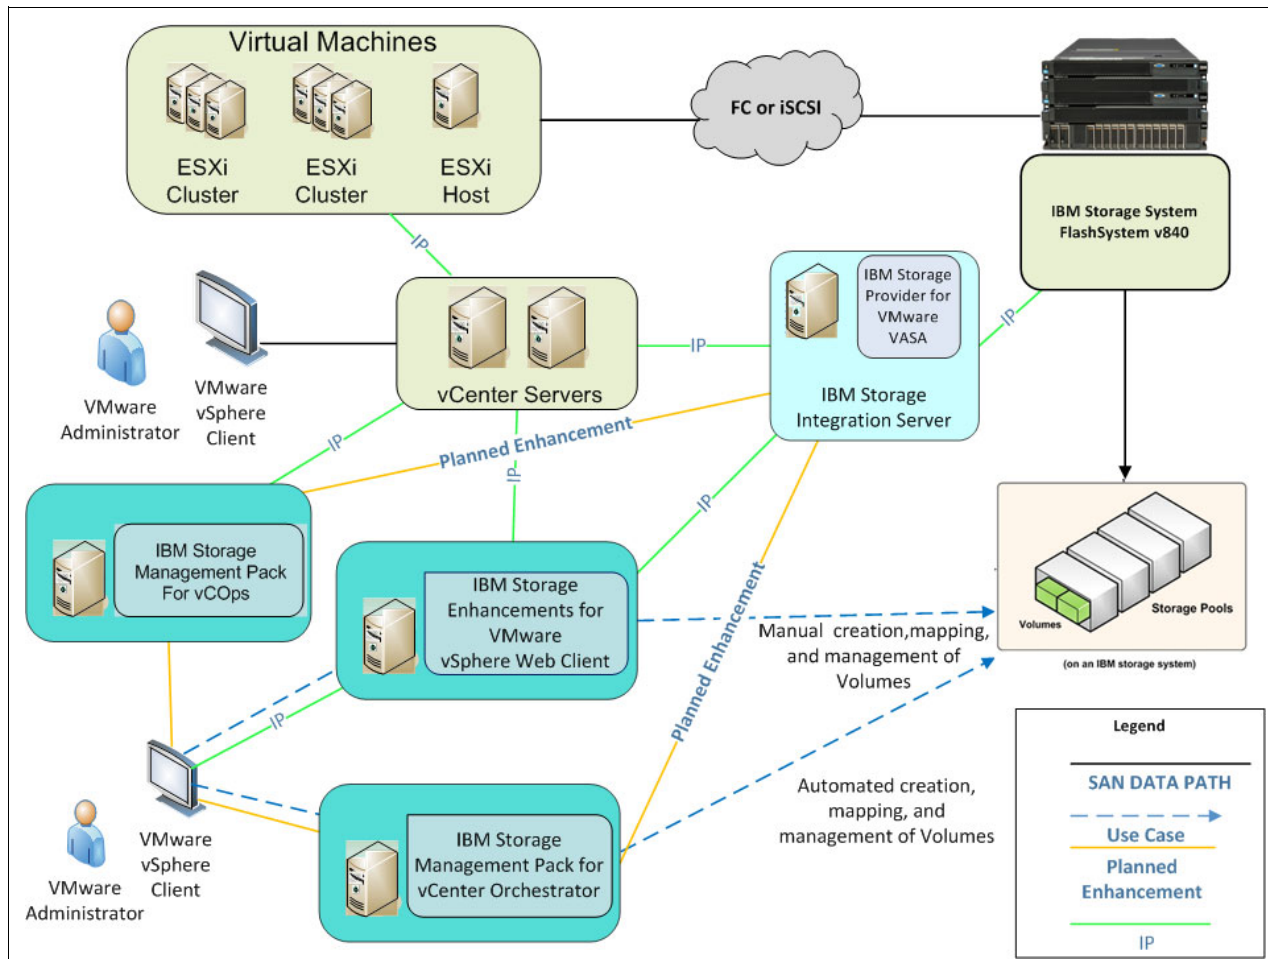 Virtual Machines
ESXi
Cluster
ESXi
Cluster
ESXi
Host
FC or iSCSI
IBM Storage System
FlashSystem v840
IP
IBM Storage
Provider for
VMware
VASA
IP
IP
VMware
Administrator
VMware
vSphere
Client
vCenter Servers
IBM Storage
Integration Server
IP
Planned Enhancement
IP
IP
IBM Storage
Management Pack
For vCOps
IBM Storage
Enhancements for
VMware
vSphere Web Client
Planned Enhancement
Manual creation,mapping,
and management of
Volumes
Volumes
Storage Pools
(on an IBM storage system)
IP
VMware
Administrator
VMware
vSphere
Client
IBM Storage
Management Pack for
vCenter Orchestrator
Automated creation,
mapping, and
management of Volumes
Legend
SAN DATA PATH
Use Case
Planned
Enhancement
IP